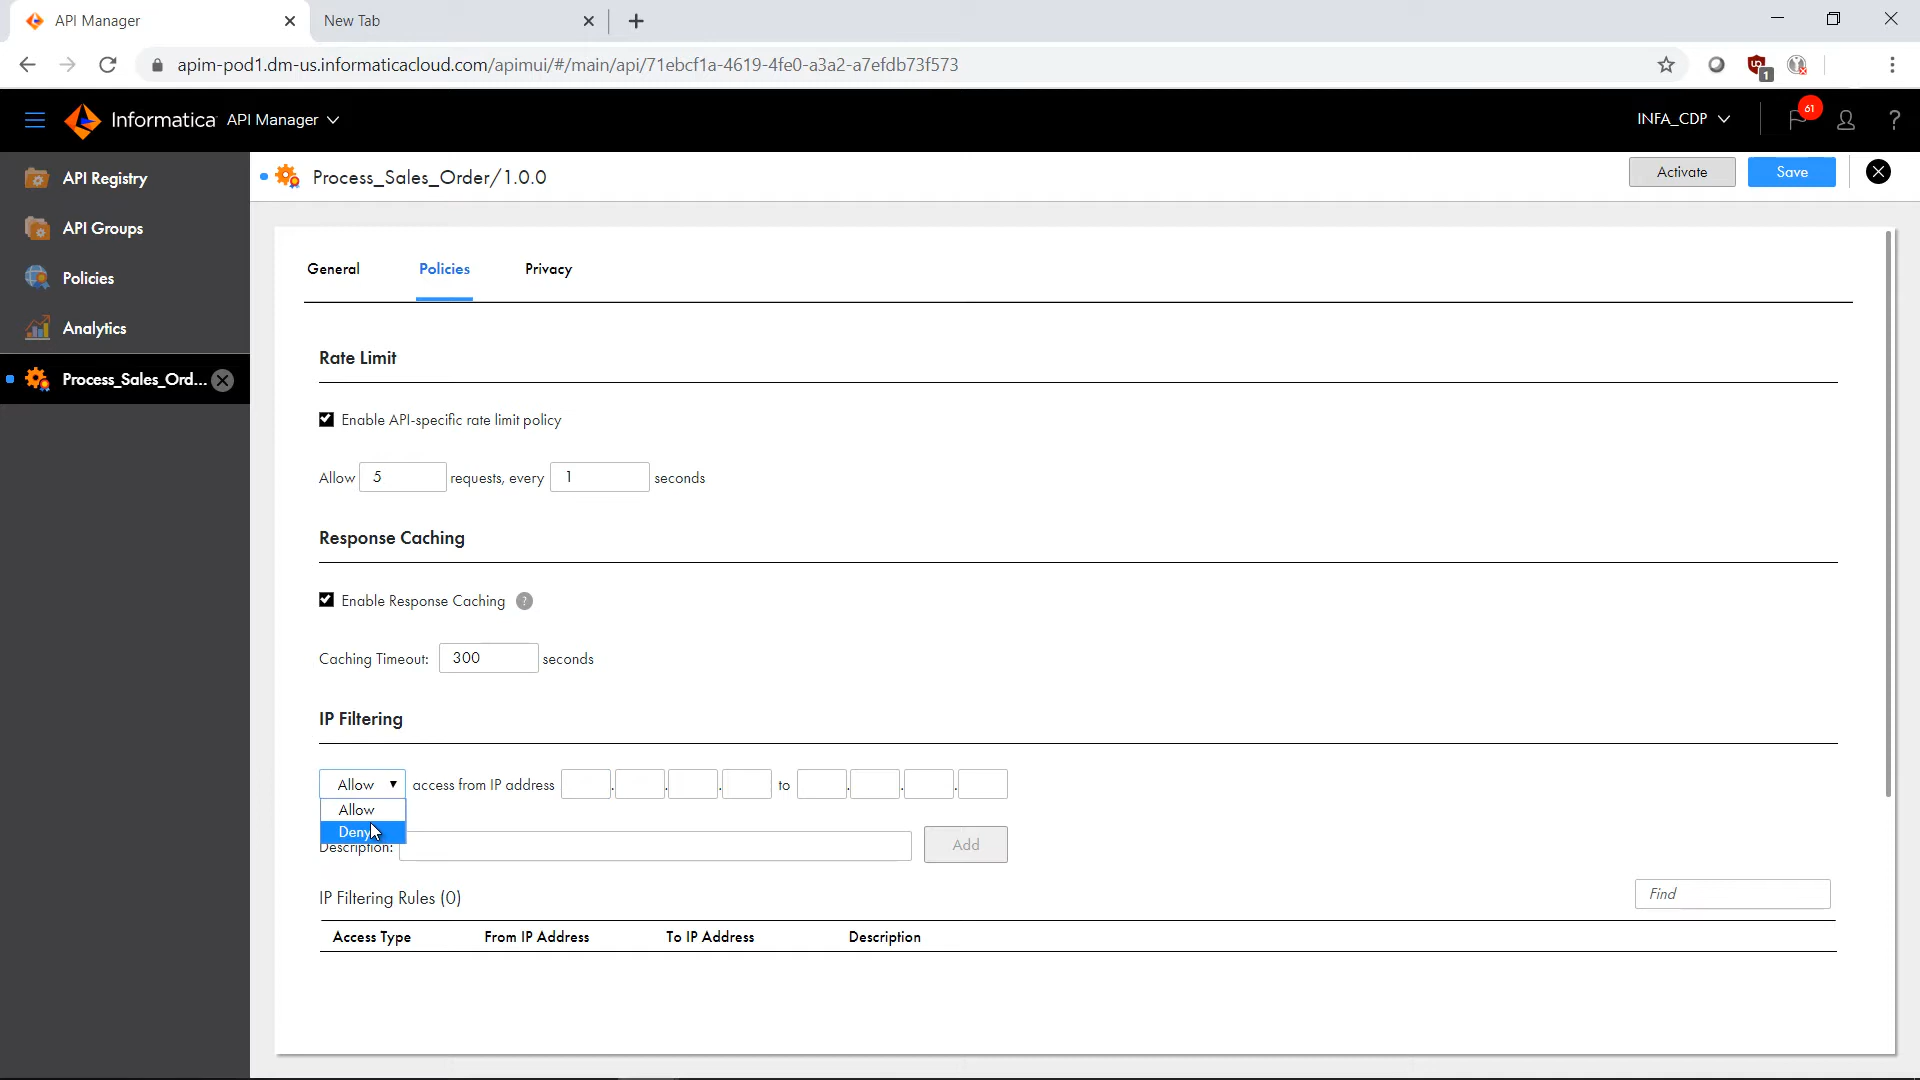 API Manager
New Tab
apim-pod1.dm-us.informaticacloud.com/apimui/#/main/api/71ebcf1a-4619-4fe0-a3a2-a7efdb73f573
1
Informatica API Manager
INFA_CDP
61
?
API Registry
API Groups
Policies
Analytics
Process_Sales_Ord...
Process_Sales_Order/1.0.0
Activate
Save
General
Policies
Privacy
Rate Limit
Enable API-specific rate limit policy
Allow 5 requests, every 1 seconds
Response Caching
Enable Response Caching ?
Caching Timeout: 300 seconds
IP Filtering
Allow access from IP address . . . to . . .
Allow
Deny
Description:
Add
IP Filtering Rules (0)
Find
Access Type From IP Address To IP Address Description